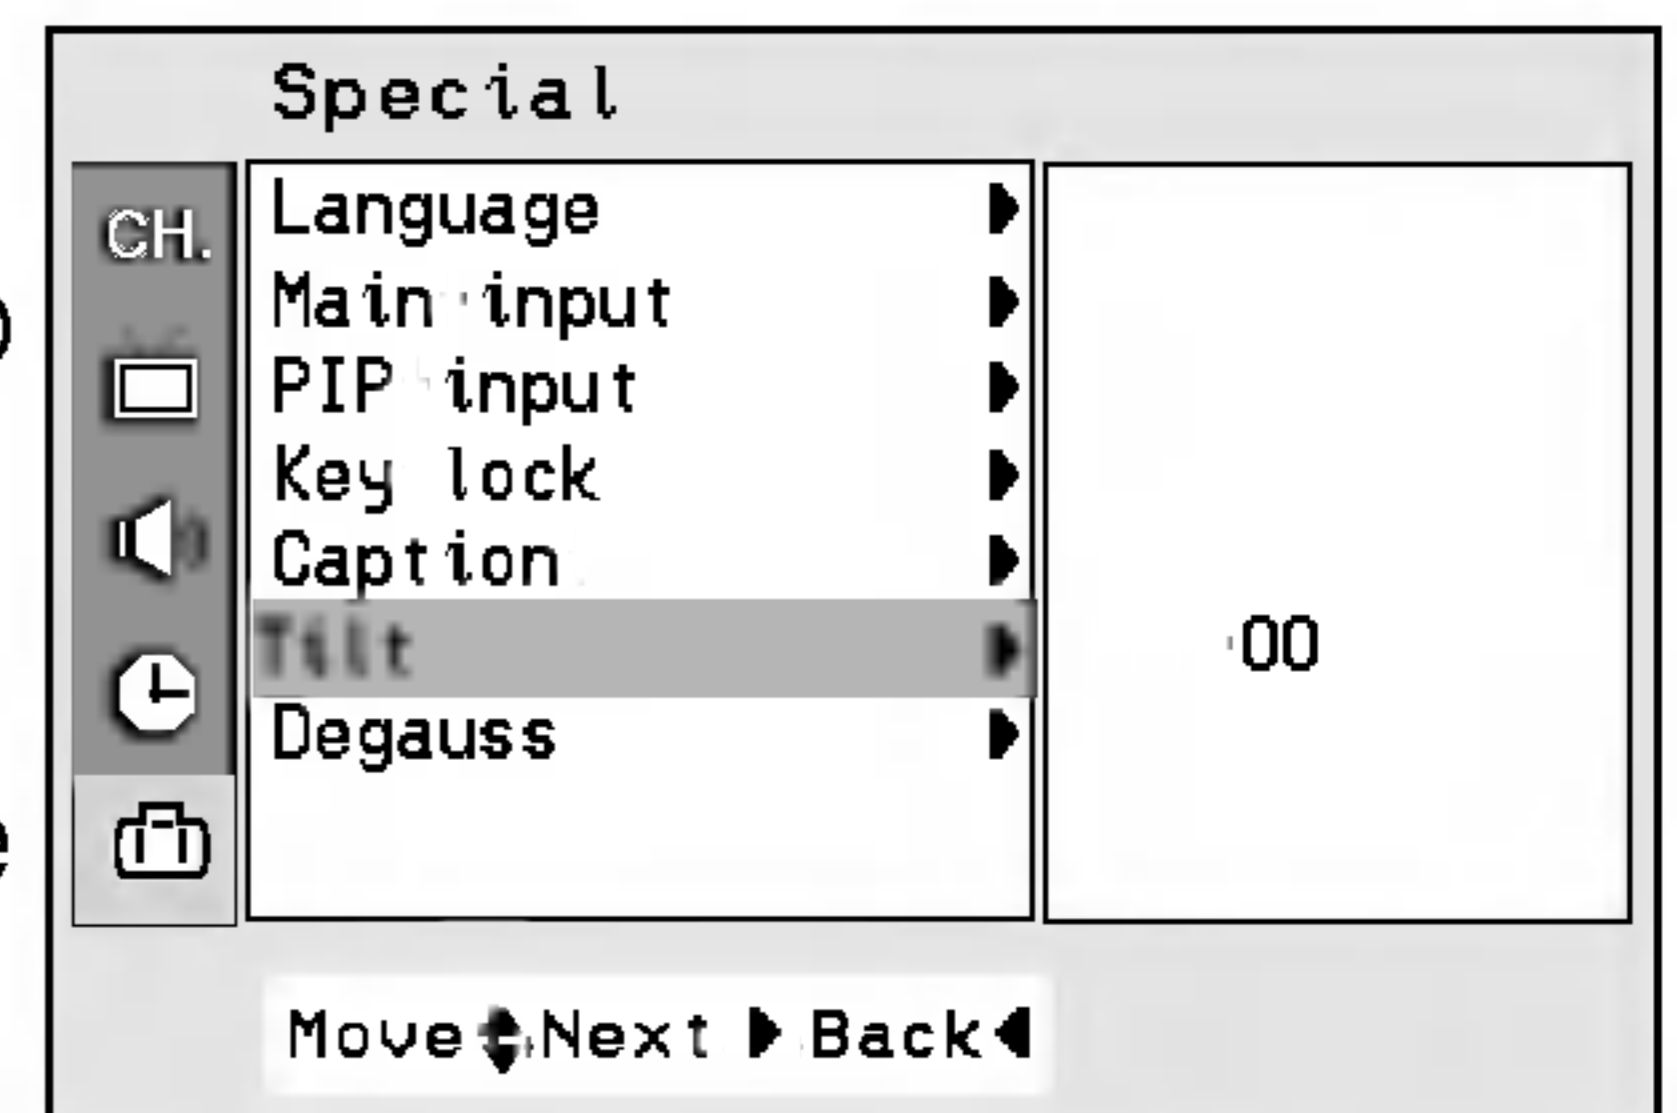 Special
CH.
Language
Main input
PIP input
Key lock
Caption
Tilt 00
Degauss
Move Next Back